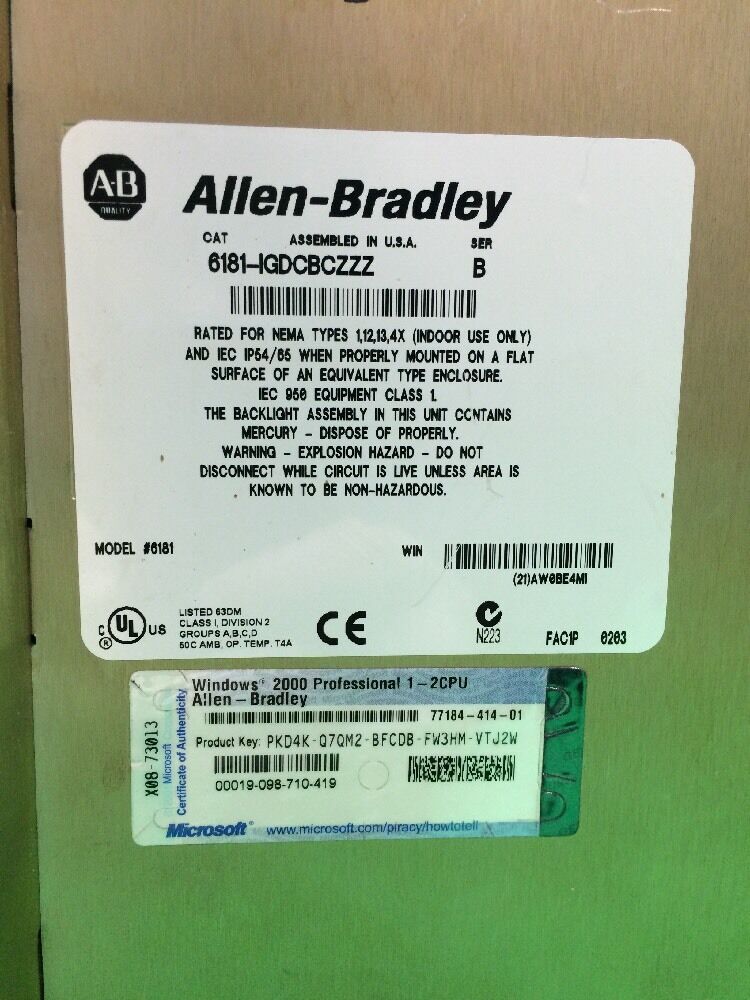 A·B
QUALITY
Allen-Bradley
CAT ASSEMBLED IN U.S.A. SER
6181-IGDCBCZZZ B
RATED FOR NEMA TYPES 1,12,13,4X (INDOOR USE ONLY)
AND IEC IP54/65 WHEN PROPERLY MOUNTED ON A FLAT
SURFACE OF AN EQUIVALENT TYPE ENCLOSURE.
IEC 950 EQUIPMENT CLASS 1.
THE BACKLIGHT ASSEMBLY IN THIS UNIT CONTAINS
MERCURY - DISPOSE OF PROPERLY.
WARNING - EXPLOSION HAZARD - DO NOT
DISCONNECT WHILE CIRCUIT IS LIVE UNLESS AREA IS
KNOWN TO BE NON-HAZARDOUS.
MODEL #6181 WIN
(21)AW0BE4MI
C UL US ®
LISTED 63DM
CLASS I, DIVISION 2
GROUPS A,B,C,D
50C AMB, OP. TEMP. T4A
CE
N223 FAC1P 0203
Windows® 2000 Professional 1-2CPU
Allen-Bradley
77184-414-01
Product Key: PKD4K-Q7QM2-BFCDB-FW3HM-VTJ2W
00019-098-710-419
X08-73013
Microsoft
Certificate of Authenticity
Microsoft® www.microsoft.com/piracy/howtotell